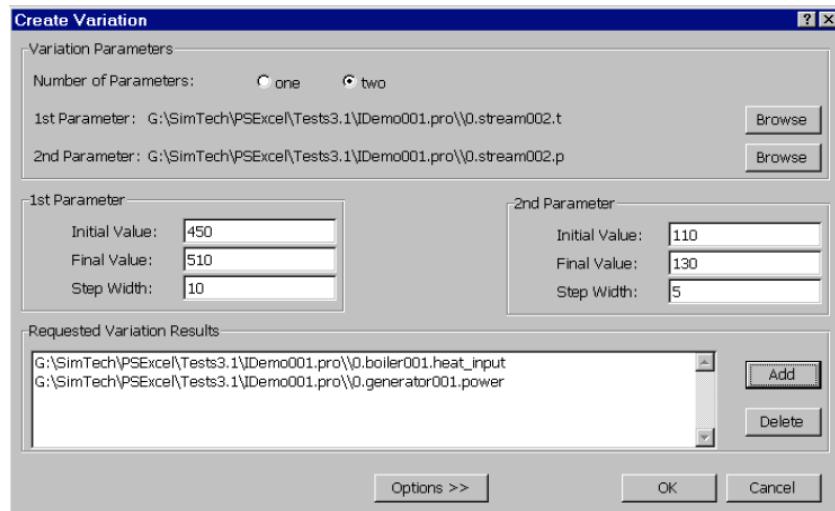 Create Variation
Variation Parameters
Number of Parameters: one two
1st Parameter: G:\SimTech\PSExcel\Tests3.1\IDemo001.pro\\0.stream002.t Browse
2nd Parameter: G:\SimTech\PSExcel\Tests3.1\IDemo001.pro\\0.stream002.p Browse
1st Parameter
Initial Value: 450
Final Value: 510
Step Width: 10
2nd Parameter
Initial Value: 110
Final Value: 130
Step Width: 5
Requested Variation Results
G:\SimTech\PSExcel\Tests3.1\IDemo001.pro\\0.boiler001.heat_input
G:\SimTech\PSExcel\Tests3.1\IDemo001.pro\\0.generator001.power
Add
Delete
Options >> OK Cancel